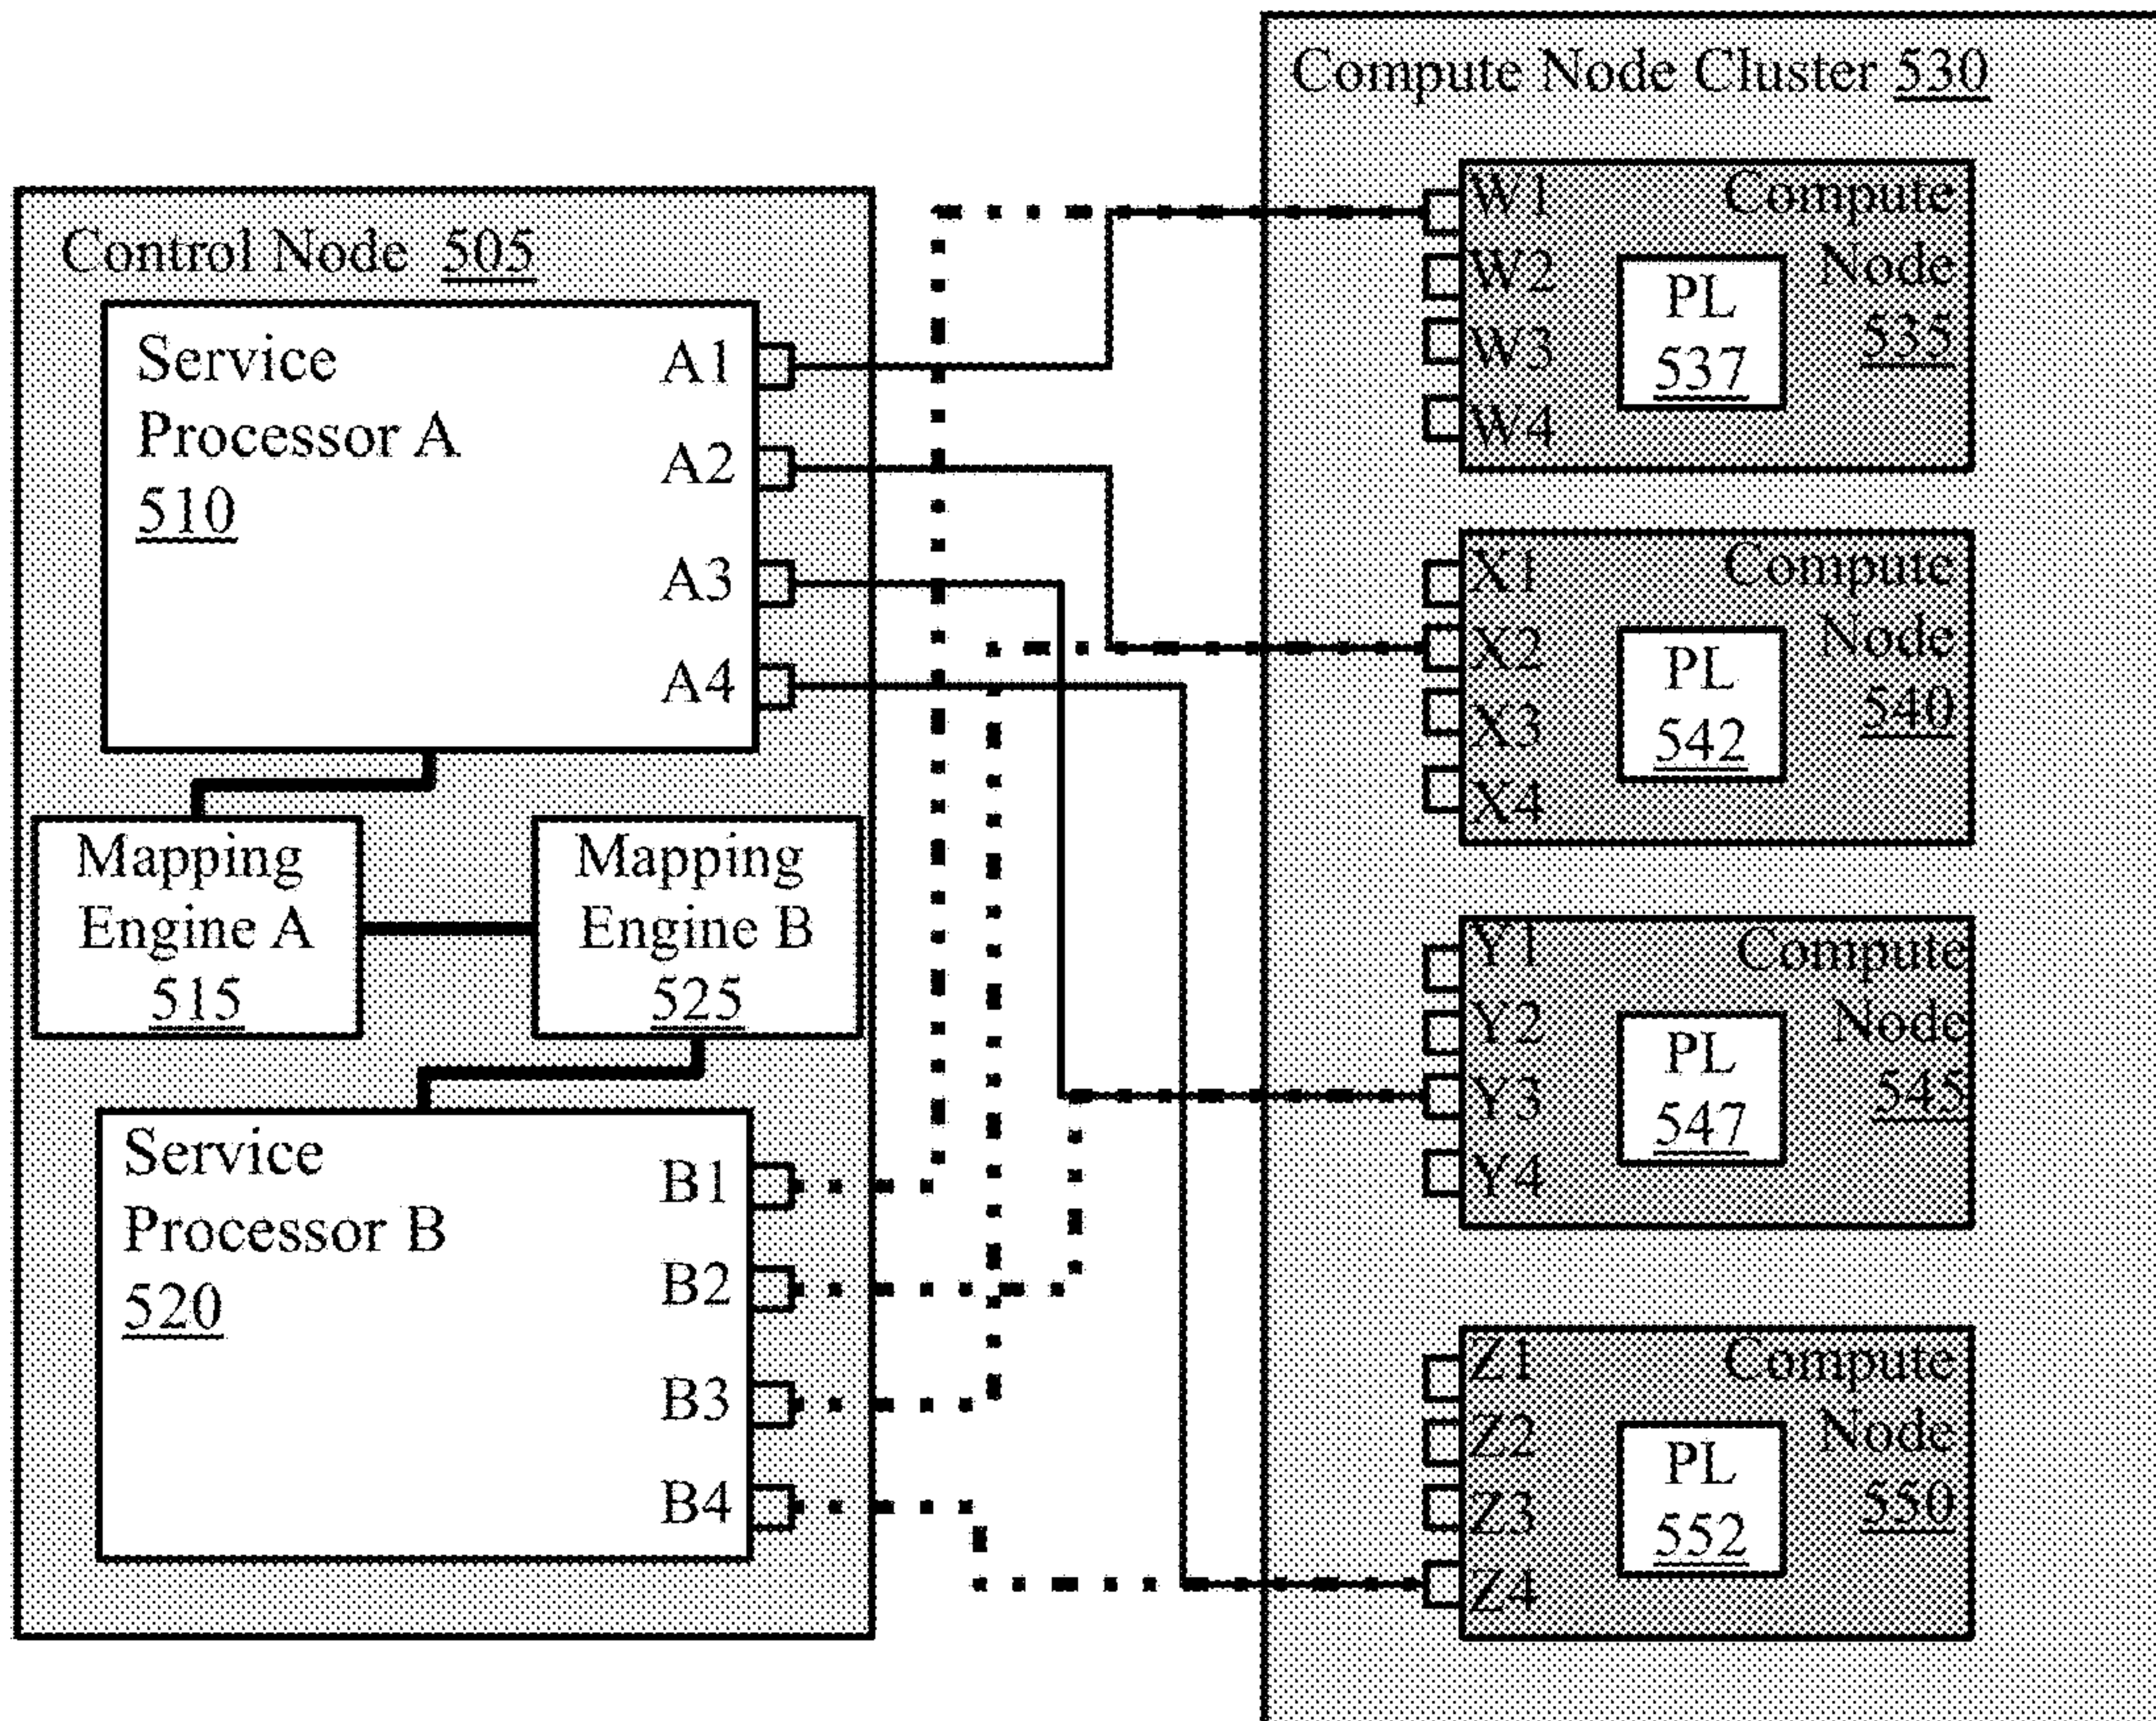 Compute Node Cluster 530
Control Node 505
Service
Processor A
510
A1
A2
A3
A4
Mapping
Engine A
515
Mapping
Engine B
525
Service
Processor B
520
B1
B2
B3
B4
W1
W2
W3
W4
Compute
Node
535
PL
537
X1
X2
X3
X4
Compute
Node
540
PL
542
Y1
Y2
Y3
Y4
Compute
Node
545
PL
547
Z1
Z2
Z3
Z4
Compute
Node
550
PL
552